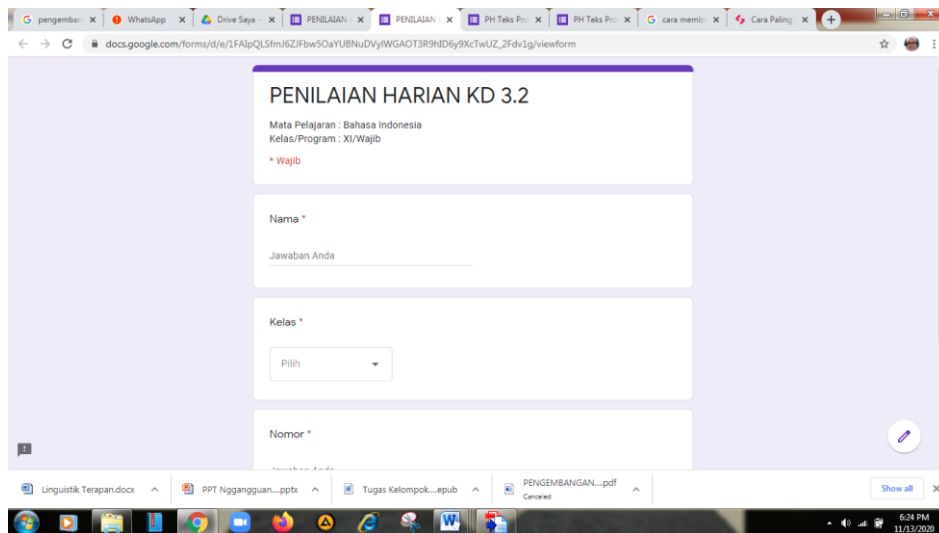 pengemban
WhatsApp
Drive Saya -
PENILAIAN
PENILAIAN
PH Teks Pro
PH Teks Pro
cara memb
Cara Paling
docs.google.com/forms/d/e/1FAIpQLSfmJ6ZJFbw5OaYUBNuDVyIWGAOT3R9hID6y9XcTwUZ_2Fdv1g/viewform
PENILAIAN HARIAN KD 3.2
Mata Pelajaran : Bahasa Indonesia
Kelas/Program : XI/Wajib
* Wajib
Nama *
Jawaban Anda
Kelas *
Pilih
Nomor *
Jawaban Anda
Linguistik Terapan.docx
PPT Nggangguan....pptx
Tugas Kelompok....epub
PENGEMBANGAN....pdf
Canceled
Show all
6:24 PM
11/13/2020